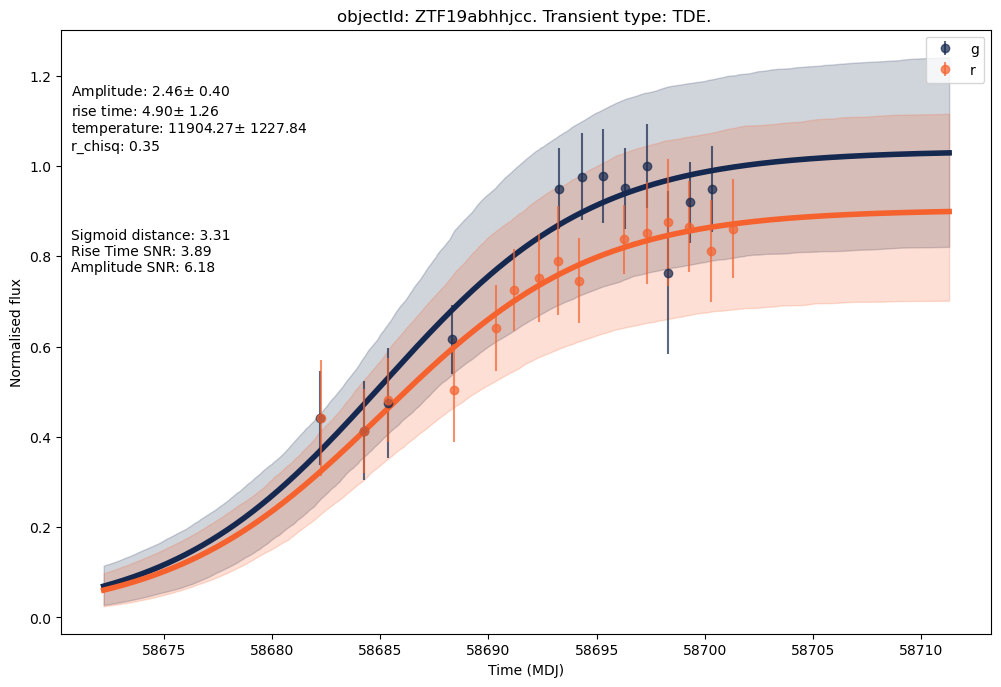 objectId: ZTF19abhhjcc. Transient type: TDE.
g
r
Amplitude: 2.46± 0.40
rise time: 4.90± 1.26
temperature: 11904.27± 1227.84
r_chisq: 0.35
Sigmoid distance: 3.31
Rise Time SNR: 3.89
Amplitude SNR: 6.18
Normalised flux
1.2
1.0
0.8
0.6
0.4
0.2
0.0
58675 58680 58685 58690 58695 58700 58705 58710
Time (MDJ)